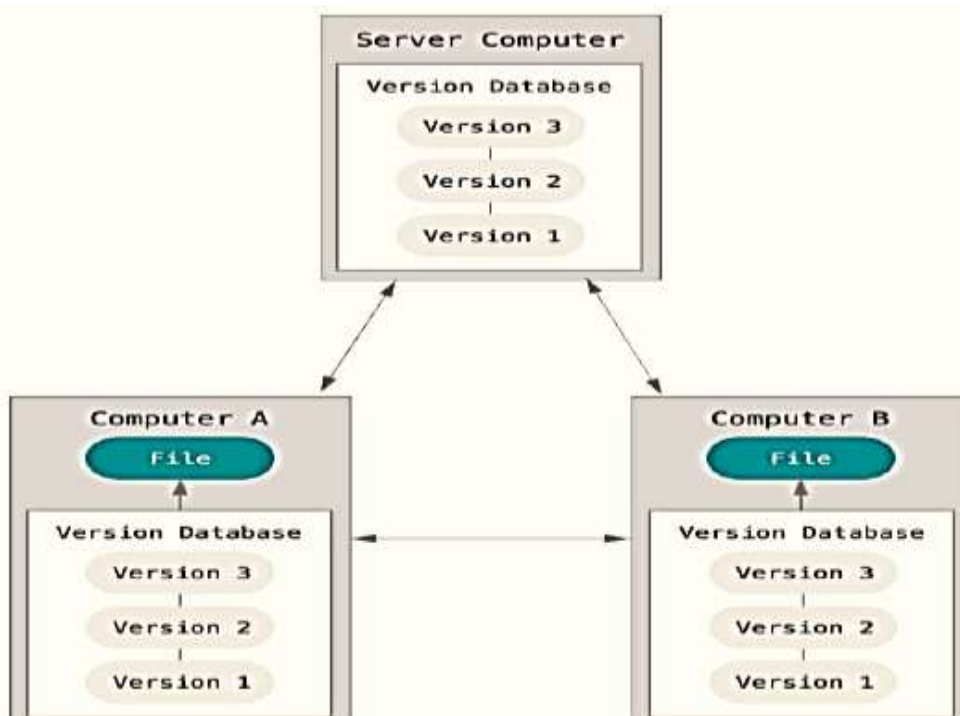 Server Computer
Version Database
Version 3
Version 2
Version 1
Computer A
File
Version Database
Version 3
Version 2
Version 1
Computer B
File
Version Database
Version 3
Version 2
Version 1